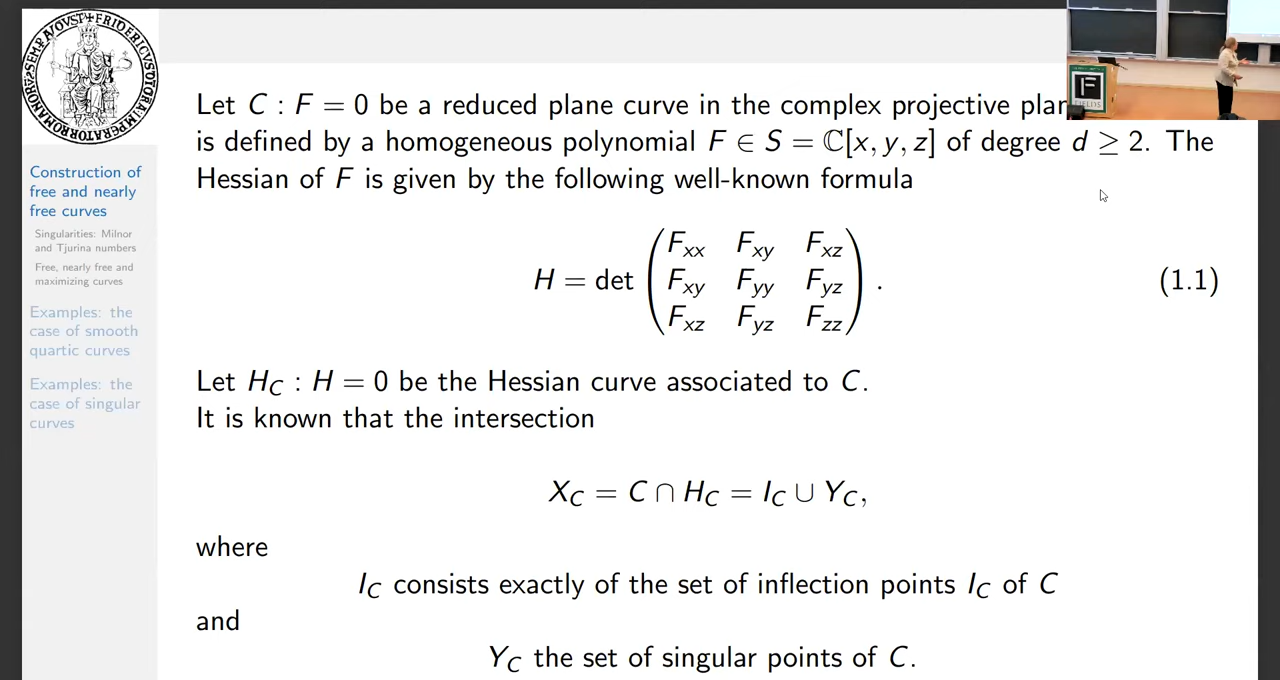 Let C : F = 0 be a reduced plane curve in the complex projective
is defined by a homogeneous polynomial F ∈ S = ℂ[x, y, z] of degree d ≥ 2. The
Hessian of F is given by the following well-known formula
H = det ( F_xx F_xy F_xz
F_xy F_yy F_yz
F_xz F_yz F_zz ) . (1.1)
Let H_C : H = 0 be the Hessian curve associated to C.
It is known that the intersection
X_C = C ∩ H_C = I_C ∪ Y_C,
where
I_C consists exactly of the set of inflection points I_C of C
and
Y_C the set of singular points of C.
Construction of
free and nearly
free curves
Singularities: Milnor
and Tjurina numbers
Free, nearly free and
maximizing curves
Examples: the
case of smooth
quartic curves
Examples: the
case of singular
curves
F
FIELDS